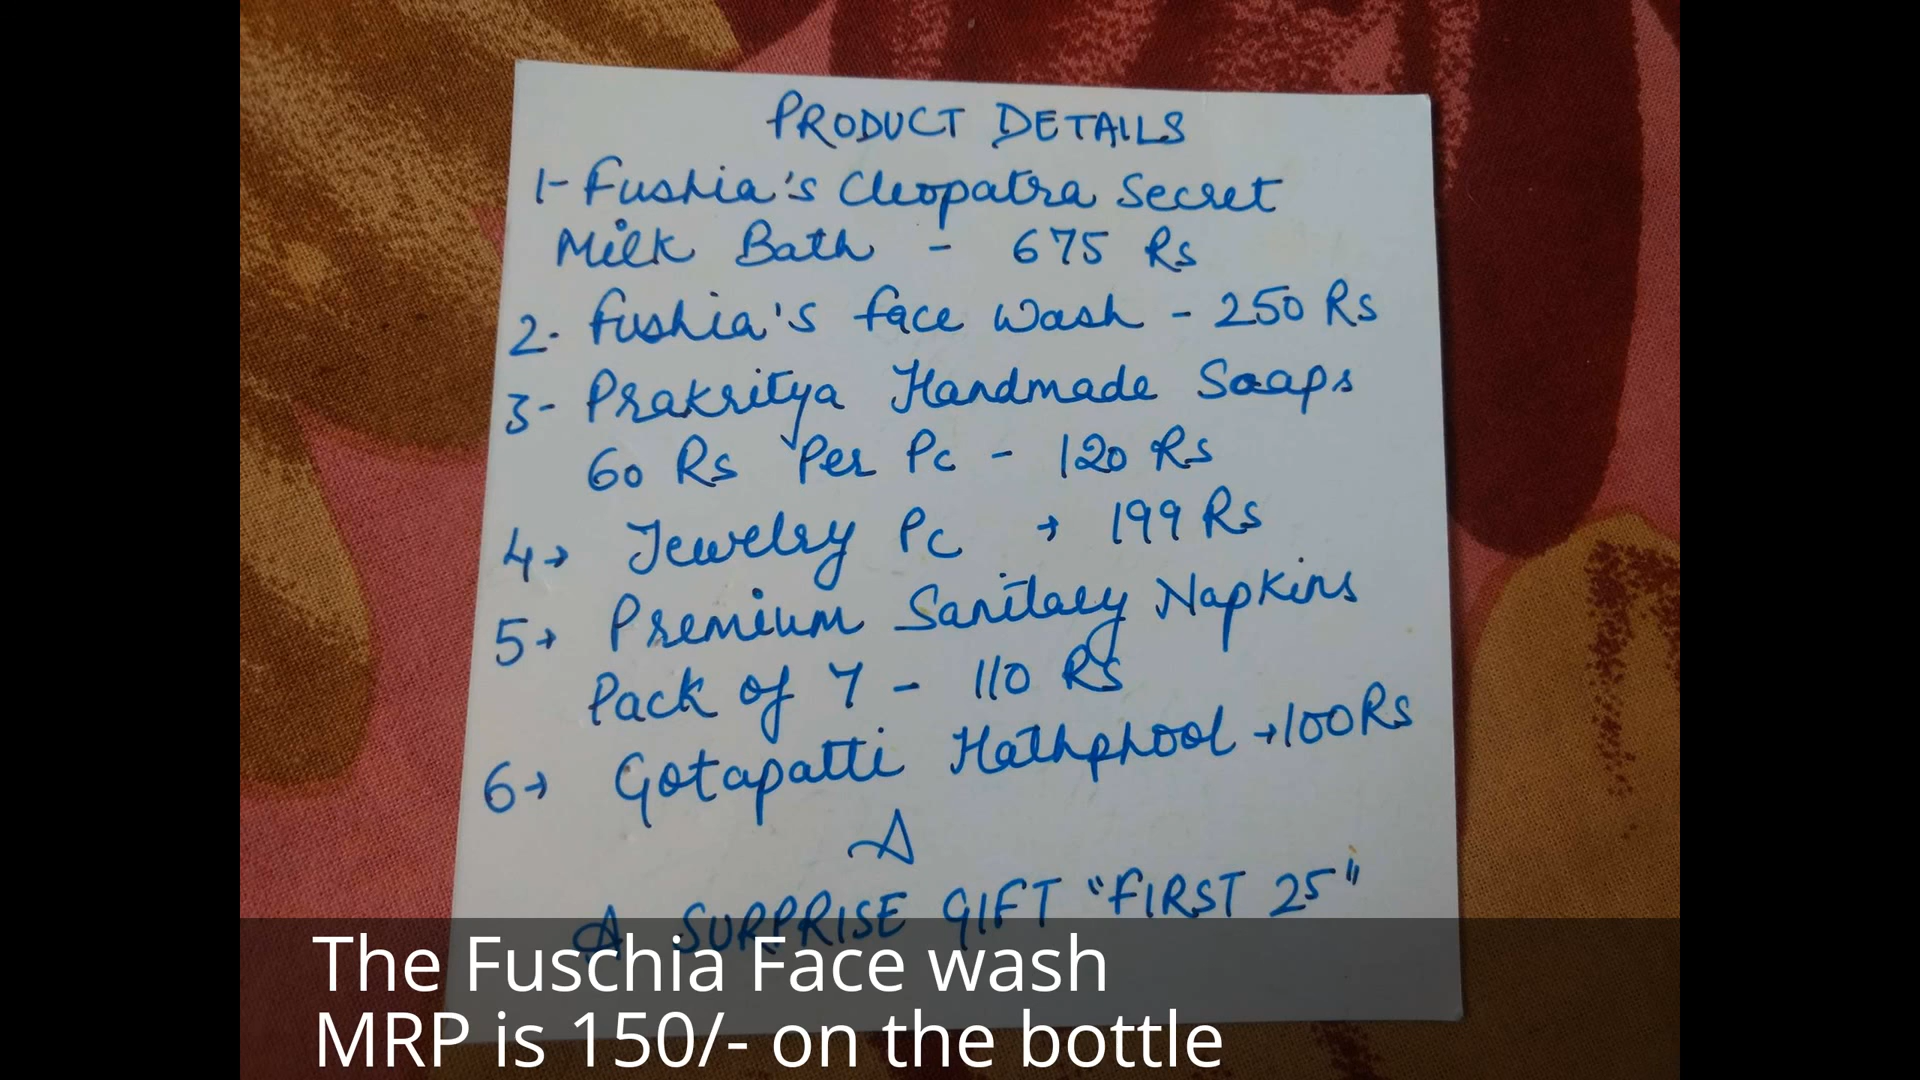 PRODUCT DETAILS
1- Fushia's Cleopatra Secret
Milk Bath - 675 Rs
2- Fushia's face Wash - 250 Rs
3- Prakritya Handmade Soaps
60 Rs Per Pc - 120 Rs
4→ Jewelry Pc → 199 Rs
5→ Premium Sanitary Napkins
Pack of 7 - 110 Rs
6→ Gotapatti Hathphool → 100 Rs
A
A SURPRISE GIFT "FIRST 25"
The Fuschia Face wash
MRP is 150/- on the bottle